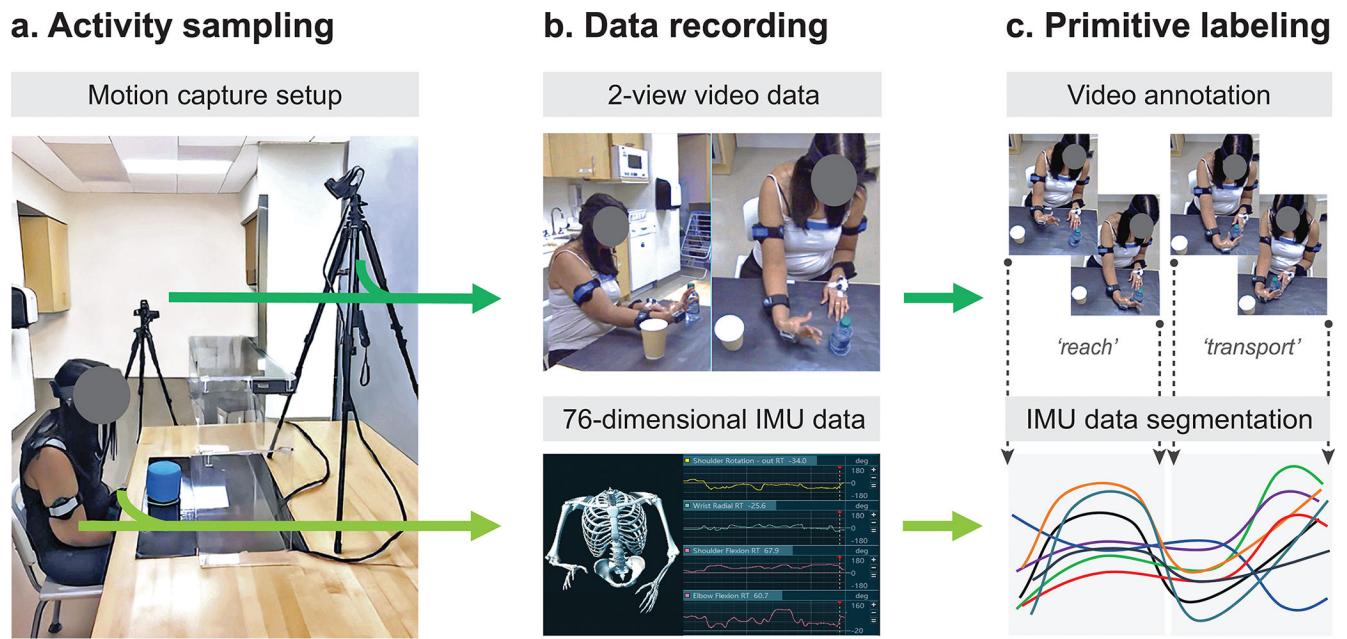 a. Activity sampling
Motion capture setup
b. Data recording
2-view video data
76-dimensional IMU data
Shoulder Rotation - out RT -34.0
deg
180
0
-180
Wrist Radial RT -25.6
deg
180
0
-180
Shoulder Flexion RT 67.9
deg
180
0
-180
Elbow Flexion RT 60.7
deg
160
-20
c. Primitive labeling
Video annotation
‘reach’
‘transport’
IMU data segmentation